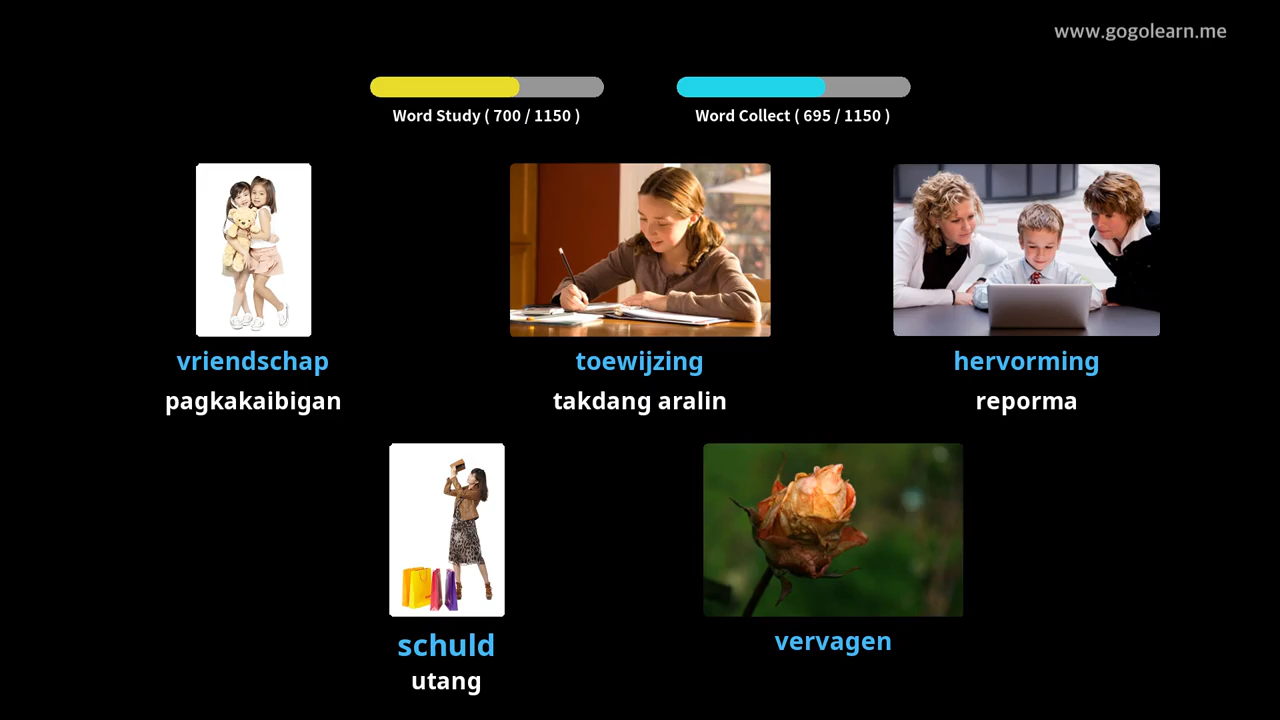 www.gogolearn.me
Word Study ( 700 / 1150 )
Word Collect ( 695 / 1150 )
vriendschap
pagkakaibigan
toewijzing
takdang aralin
hervorming
reporma
schuld
utang
vervagen